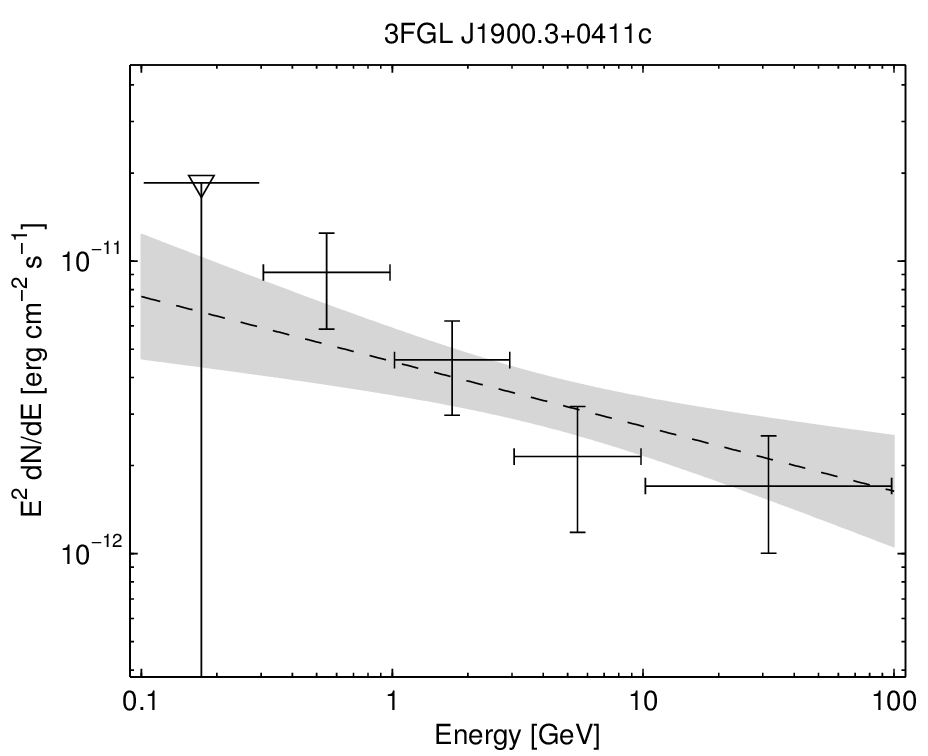 3FGL J1900.3+0411c
E² dN/dE [erg cm⁻² s⁻¹]
10⁻¹¹
10⁻¹²
0.1 1 10 100
Energy [GeV]